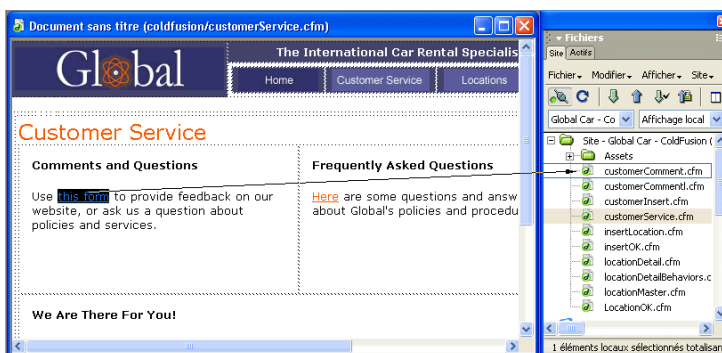 Document sans titre (coldfusion/customerService.cfm)
Global
The International Car Rental Specialis
Home
Customer Service
Locations
Customer Service
Comments and Questions
Use this form to provide feedback on our
website, or ask us a question about
policies and services.
Frequently Asked Questions
Here are some questions and answ
about Global's policies and procedu
We Are There For You!
Fichiers
Site Actifs
Fichier Modifier Afficher Site
Global Car - Co
Affichage local
Site - Global Car - ColdFusion (
Assets
customerComment.cfm
customerCommentI.cfm
customerInsert.cfm
customerService.cfm
insertLocation.cfm
insertOK.cfm
locationDetail.cfm
locationDetailBehaviors.c
locationMaster.cfm
LocationOK.cfm
1 éléments locaux sélectionnés totalisan